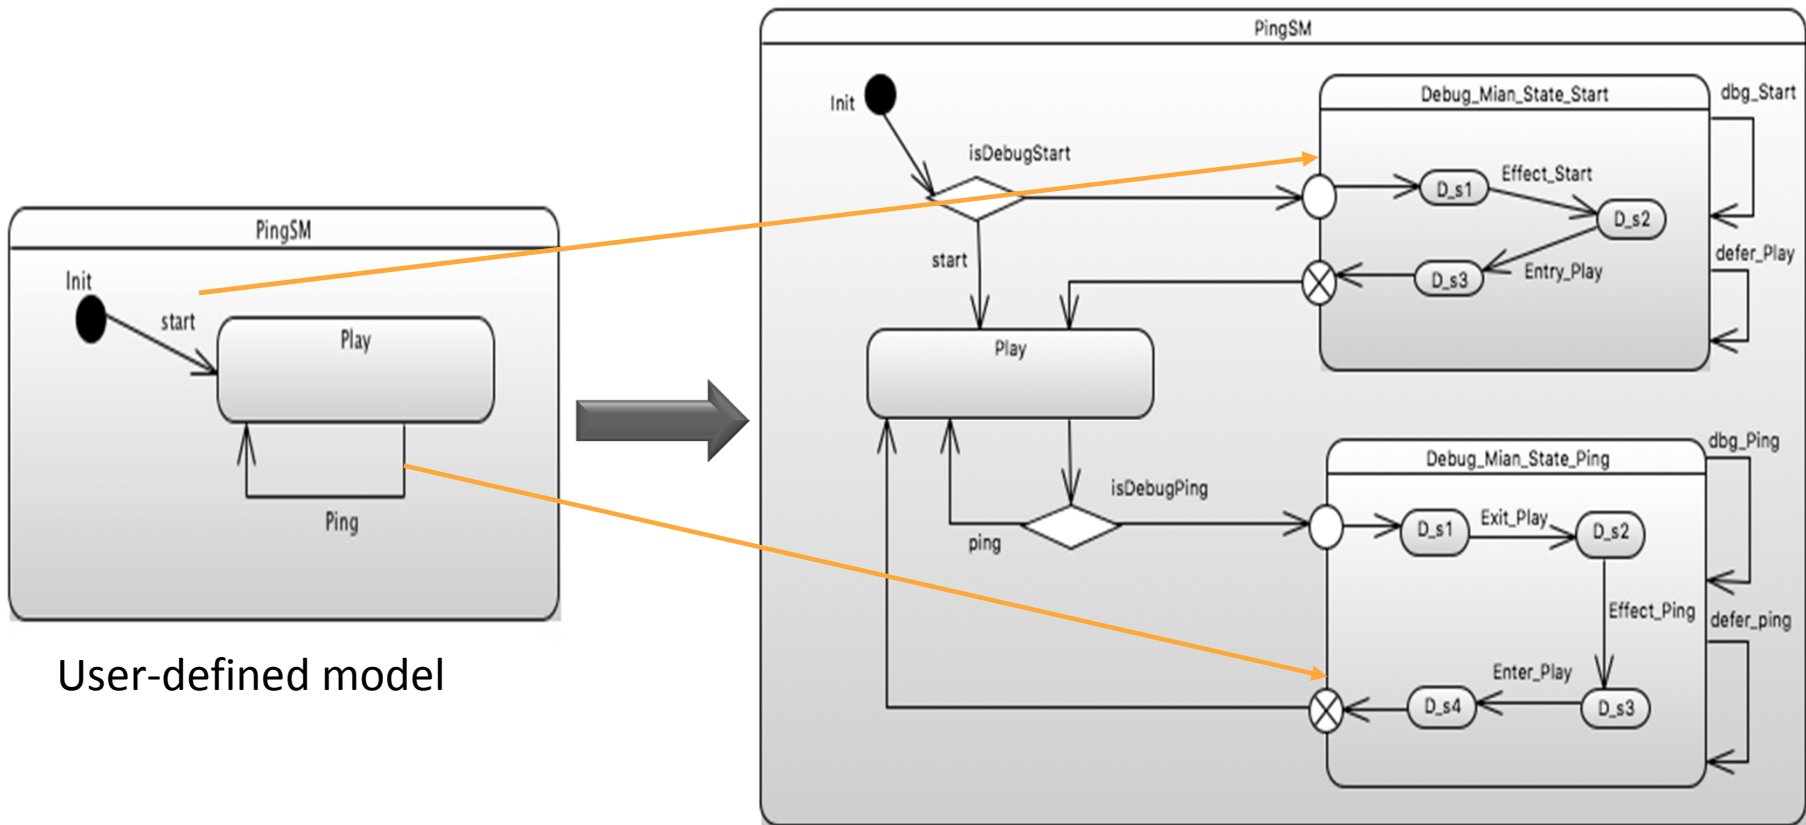 PingSM
Init
start
Play
Ping
User-defined model
PingSM
Init
isDebugStart
start
Debug_Mian_State_Start
dbg_Start
D_s1
Effect_Start
D_s2
defer_Play
Entry_Play
D_s3
Play
isDebugPing
ping
Debug_Mian_State_Ping
dbg_Ping
D_s1
Exit_Play
D_s2
Effect_Ping
defer_ping
Enter_Play
D_s4
D_s3